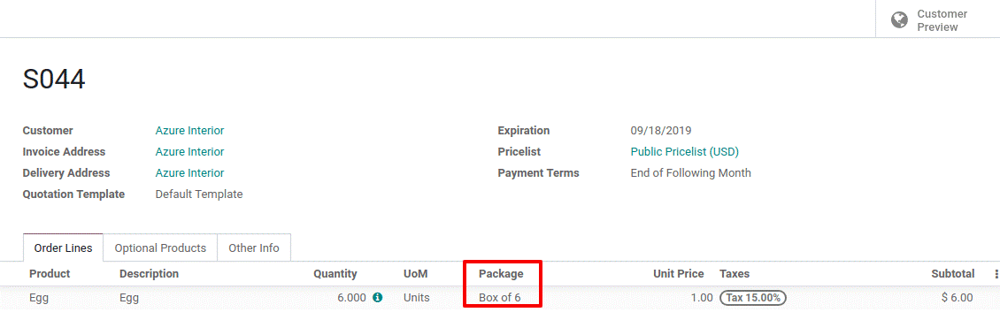 Customer
Preview
S044
Customer Azure Interior Expiration 09/18/2019
Invoice Address Azure Interior Pricelist Public Pricelist (USD)
Delivery Address Azure Interior Payment Terms End of Following Month
Quotation Template Default Template
Order Lines Optional Products Other Info
Product Description Quantity UoM Package Unit Price Taxes Subtotal
Egg Egg 6.000 Units Box of 6 1.00 Tax 15.00% $ 6.00